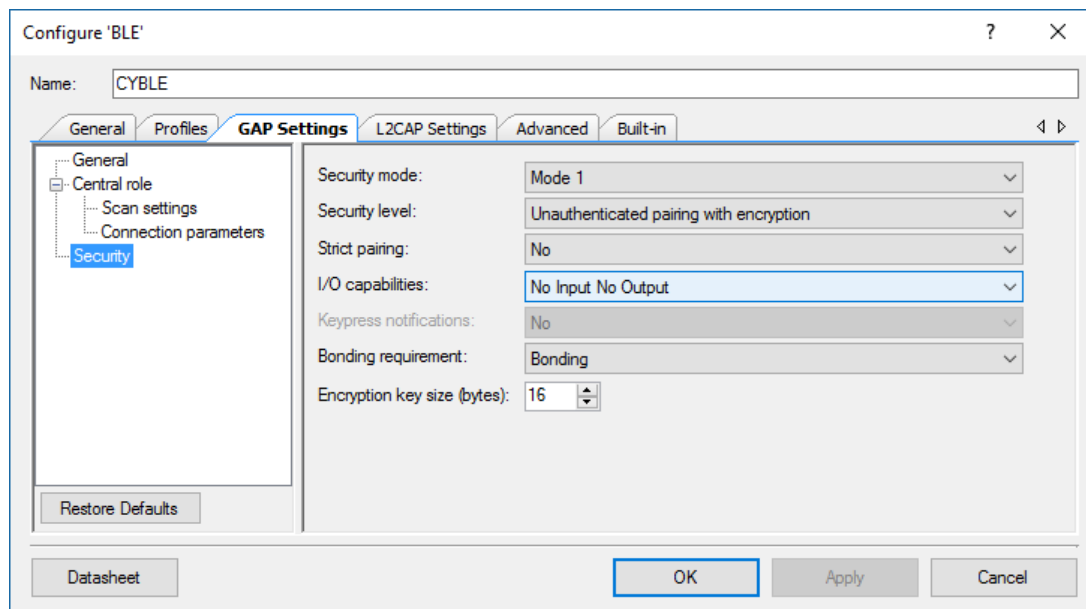 Configure 'BLE'
?
Name: CYBLE
General Profiles GAP Settings L2CAP Settings Advanced Built-in
General
Central role
Scan settings
Connection parameters
Security
Security mode: Mode 1
Security level: Unauthenticated pairing with encryption
Strict pairing: No
I/O capabilities: No Input No Output
Keypress notifications: No
Bonding requirement: Bonding
Encryption key size (bytes): 16
Restore Defaults
Datasheet OK Apply Cancel